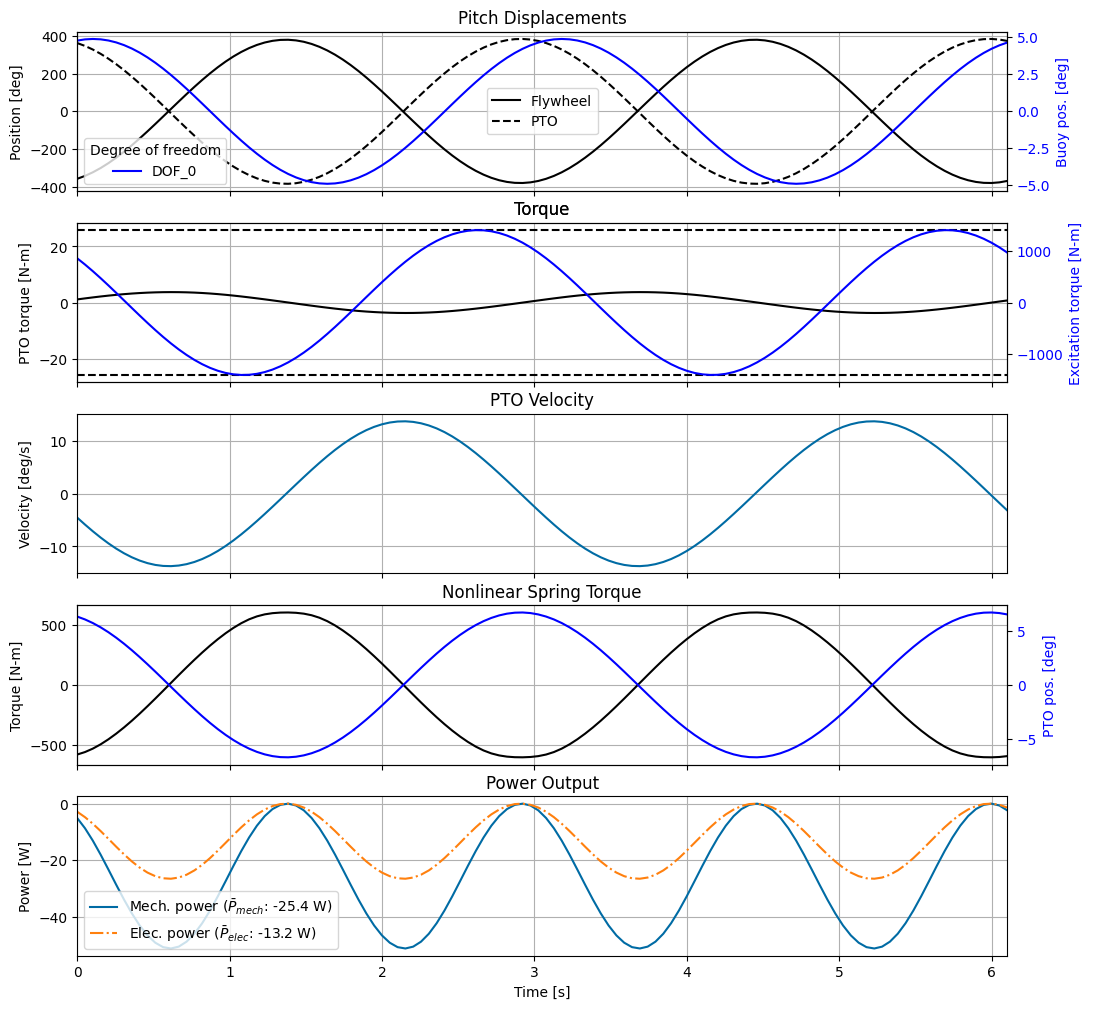 Pitch Displacements
Position [deg]
400
200
0
−200
−400
Flywheel
PTO
Degree of freedom
DOF_0
5.0
2.5
0.0
−2.5
−5.0
Buoy pos. [deg]
Torque
PTO torque [N-m]
20
0
−20
1000
0
−1000
Excitation torque [N-m]
PTO Velocity
Velocity [deg/s]
10
0
−10
Nonlinear Spring Torque
Torque [N-m]
500
0
−500
5
0
−5
PTO pos. [deg]
Power Output
Power [W]
0
−20
−40
Mech. power (P̄mech: -25.4 W)
Elec. power (P̄elec: -13.2 W)
0 1 2 3 4 5 6
Time [s]